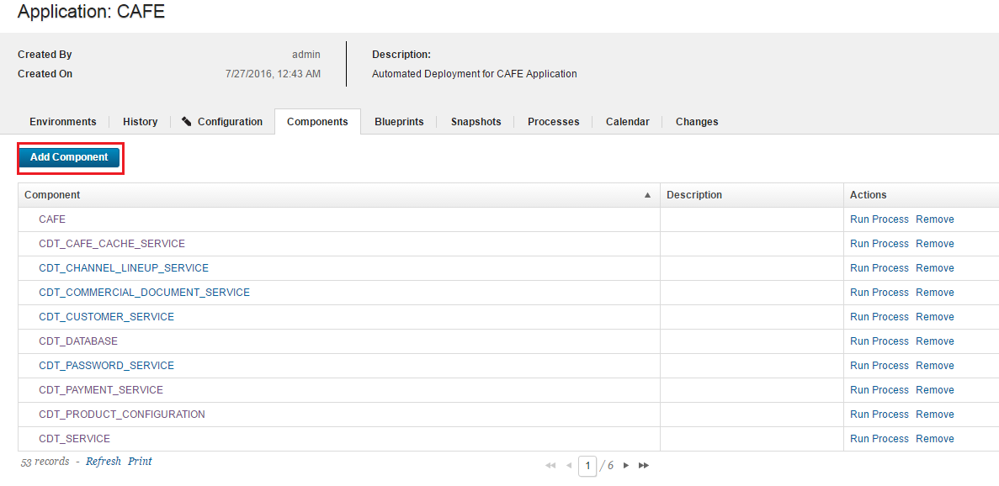 Application: CAFE
Created By admin
Created On 7/27/2016, 12:43 AM
Description:
Automated Deployment for CAFE Application
Environments History Configuration Components Blueprints Snapshots Processes Calendar Changes
Add Component
Component Description Actions
CAFE Run Process Remove
CDT_CAFE_CACHE_SERVICE Run Process Remove
CDT_CHANNEL_LINEUP_SERVICE Run Process Remove
CDT_COMMERCIAL_DOCUMENT_SERVICE Run Process Remove
CDT_CUSTOMER_SERVICE Run Process Remove
CDT_DATABASE Run Process Remove
CDT_PASSWORD_SERVICE Run Process Remove
CDT_PAYMENT_SERVICE Run Process Remove
CDT_PRODUCT_CONFIGURATION Run Process Remove
CDT_SERVICE Run Process Remove
53 records - Refresh Print 1 / 6